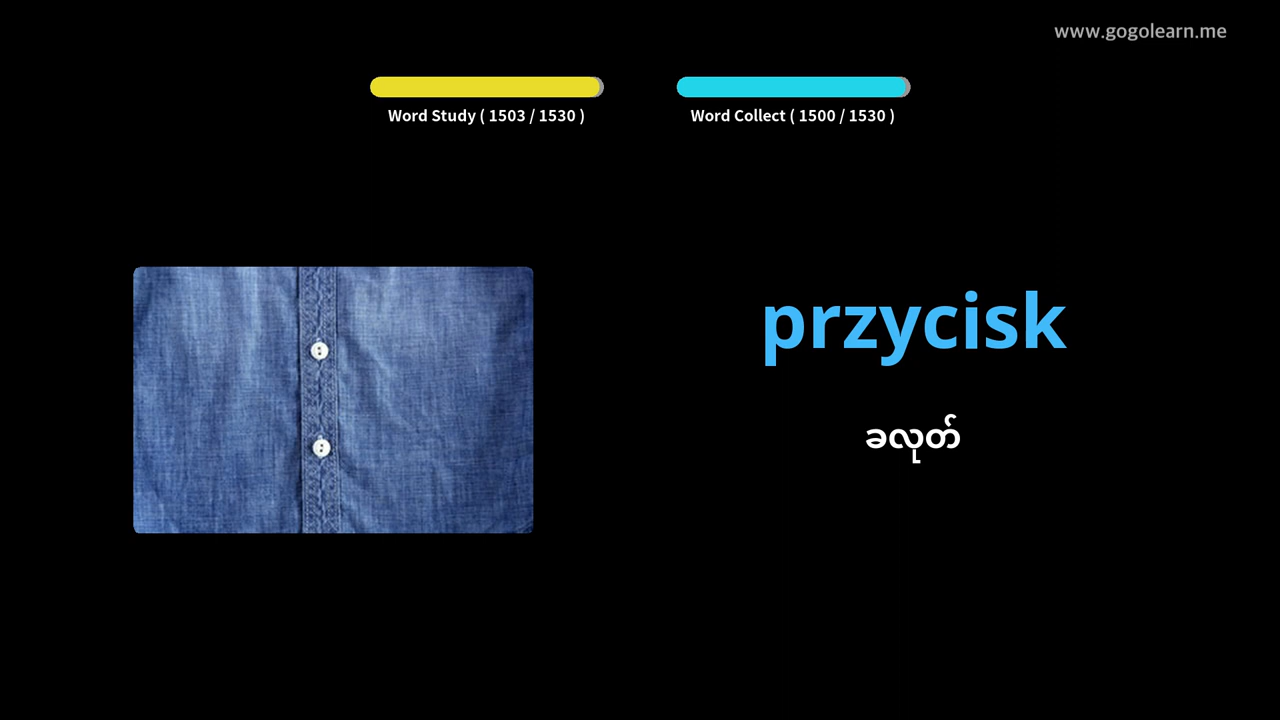 www.gogolearn.me
Word Study ( 1503 / 1530 )
Word Collect ( 1500 / 1530 )
przycisk
ခလုတ်